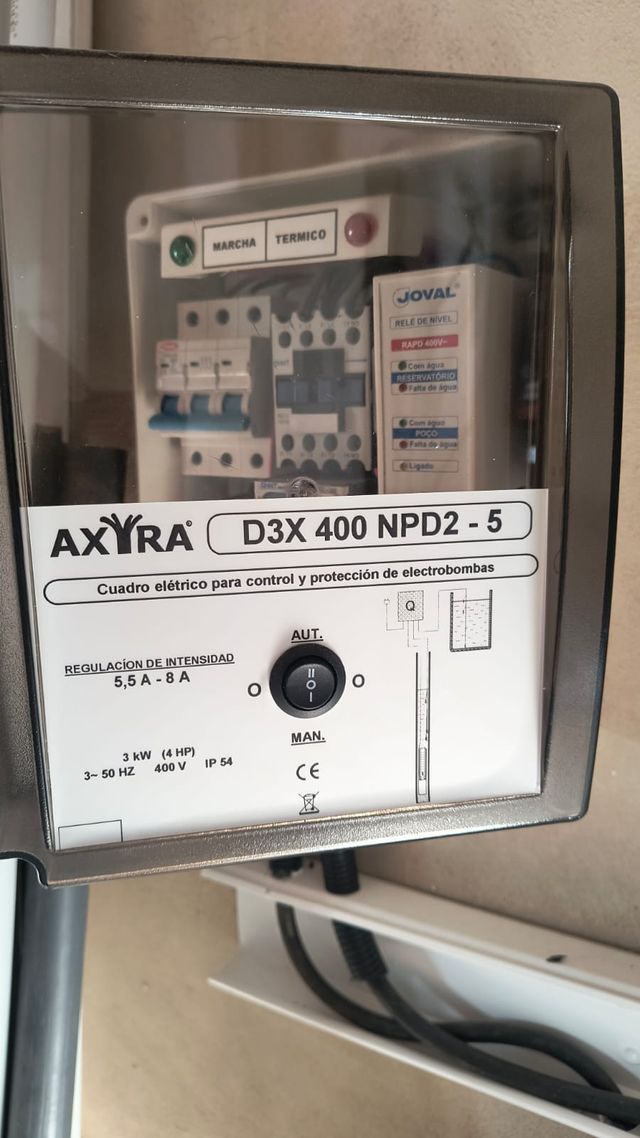 MARCHA
TERMICO
JOVAL
RELÉ DE NÍVEL
RAPD 400V~
Com água
RESERVATÓRIO
Falta de água
Com água
POÇO
Falta de água
Ligado
AXYRA
D3X 400 NPD2 - 5
Cuadro elétrico para control y protección de electrobombas
Q
AUT.
REGULACÍON DE INTENSIDAD
5,5 A - 8 A
O
II
O
I
O
MAN.
3 kW (4 HP)
3~ 50 HZ 400 V IP 54
CE